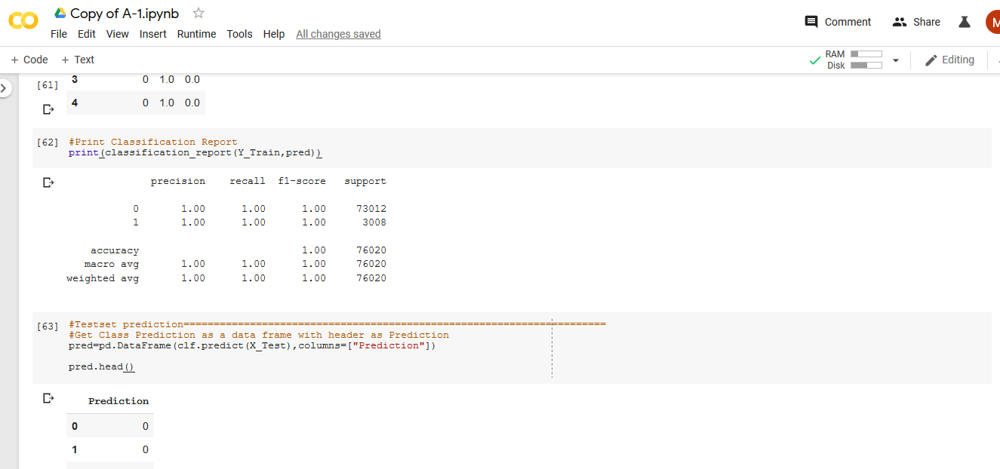 Copy of A-1.ipynb
File Edit View Insert Runtime Tools Help All changes saved
Comment Share M
+ Code + Text
RAM
Disk
Editing
[61] 3 0 1.0 0.0
4 0 1.0 0.0
[62] #Print Classification Report
print(classification_report(Y_Train,pred))
precision recall f1-score support
0 1.00 1.00 1.00 73012
1 1.00 1.00 1.00 3008
accuracy 1.00 76020
macro avg 1.00 1.00 1.00 76020
weighted avg 1.00 1.00 1.00 76020
[63] #Testset prediction======================================================================
#Get Class Prediction as a data frame with header as Prediction
pred=pd.DataFrame(clf.predict(X_Test),columns=["Prediction"])
pred.head()
Prediction
0 0
1 0